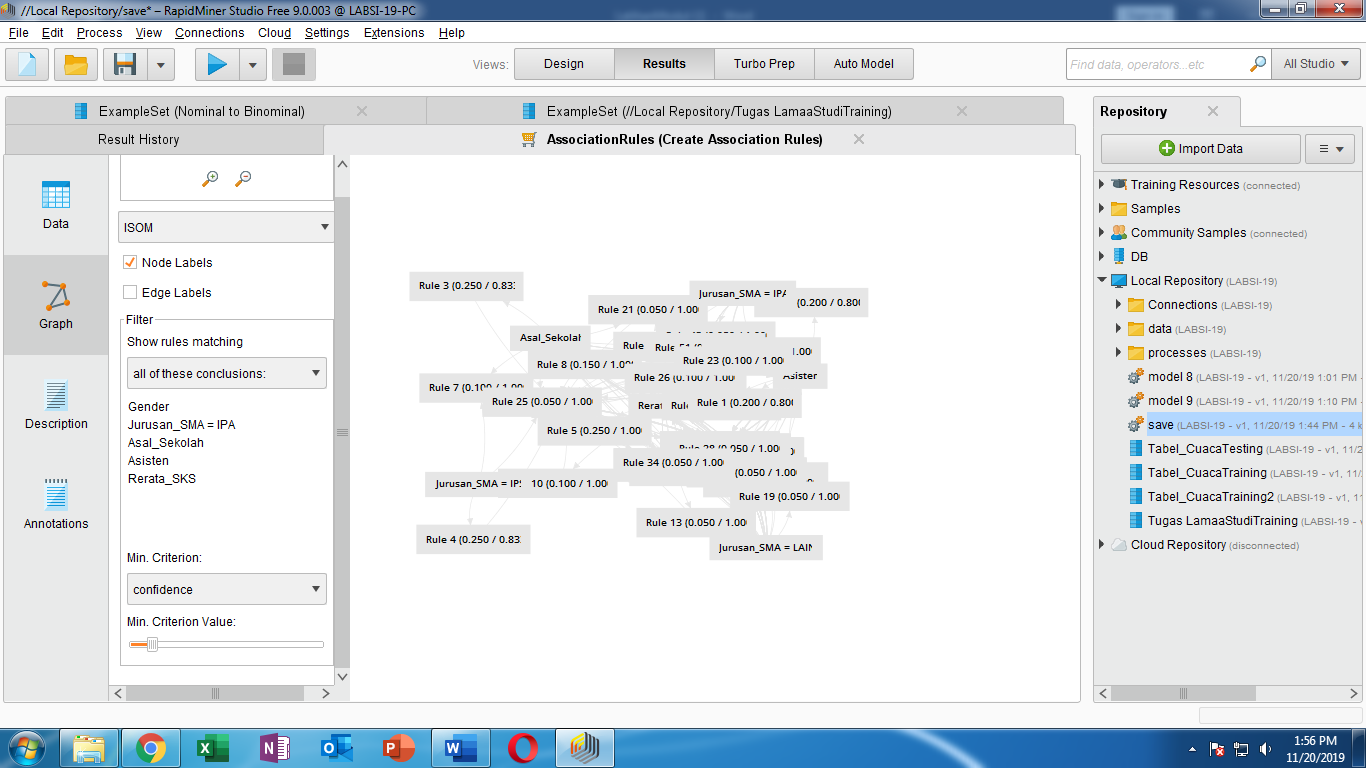 //Local Repository/save* – RapidMiner Studio Free 9.0.003 @ LABSI-19-PC
File Edit Process View Connections Cloud Settings Extensions Help
Views: Design Results Turbo Prep Auto Model
Find data, operators...etc All Studio
ExampleSet (Nominal to Binominal) ExampleSet (//Local Repository/Tugas LamaaStudiTraining)
Result History AssociationRules (Create Association Rules)
Data
Graph
Description
Annotations
ISOM
Node Labels
Edge Labels
Filter
Show rules matching
all of these conclusions:
Gender
Jurusan_SMA = IPA
Asal_Sekolah
Asisten
Rerata_SKS
Min. Criterion:
confidence
Min. Criterion Value:
Rule 3 (0.250 / 0.83
Jurusan_SMA = IPA
(0.200 / 0.800
Rule 21 (0.050 / 1.00
Asal_Sekolah
Rule
Rule
Rule 23 (0.100 / 1.00
1.000
Rule 8 (0.150 / 1.00
Rule 26 (0.100 / 1.00
Asister
Rule 7 (0.100 / 1.00
Rule 25 (0.050 / 1.00
Rerat
Rule
Rule 1 (0.200 / 0.800
Rule 5 (0.250 / 1.00
Rule 34 (0.050 / 1.00
(0.050 / 1.000
Jurusan_SMA = IPS
10 (0.100 / 1.00
Rule 19 (0.050 / 1.00
Rule 13 (0.050 / 1.00
Rule 4 (0.250 / 0.83
Jurusan_SMA = LAIN
Repository
Import Data
Training Resources (connected)
Samples
Community Samples (connected)
DB
Local Repository (LABSI-19)
Connections (LABSI-19)
data (LABSI-19)
processes (LABSI-19)
model 8 (LABSI-19 – v1, 11/20/19 1:01 PM –
model 9 (LABSI-19 – v1, 11/20/19 1:10 PM –
save (LABSI-19 – v1, 11/20/19 1:44 PM – 4 k
Tabel_CuacaTesting (LABSI-19 – v1, 11/2
Tabel_CuacaTraining (LABSI-19 – v1, 11/
Tabel_CuacaTraining2 (LABSI-19 – v1, 1
Tugas LamaaStudiTraining (LABSI-19 –
Cloud Repository (disconnected)
1:56 PM
11/20/2019